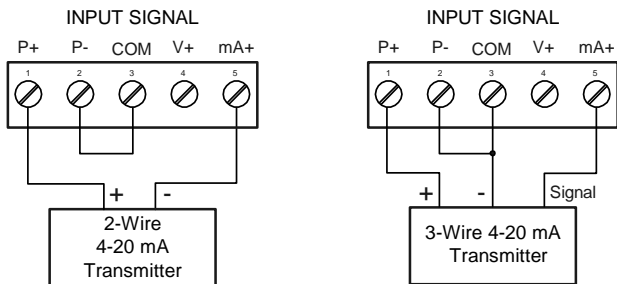 INPUT SIGNAL
P+ P- COM V+ mA+
1 2 3 4 5
+ -
2-Wire
4-20 mA
Transmitter
INPUT SIGNAL
P+ P- COM V+ mA+
1 2 3 4 5
+ - Signal
3-Wire 4-20 mA
Transmitter